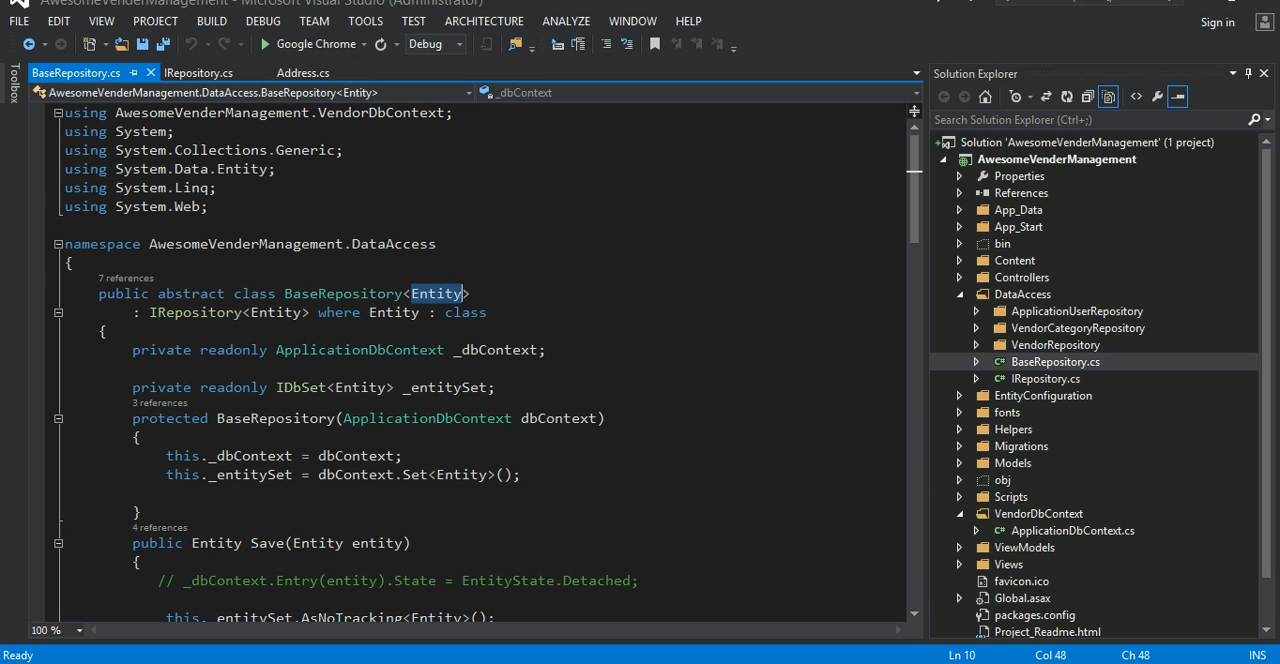 AwesomeVenderManagement - Microsoft Visual Studio (Administrator)
FILE EDIT VIEW PROJECT BUILD DEBUG TEAM TOOLS TEST ARCHITECTURE ANALYZE WINDOW HELP
Sign in
Google Chrome Debug
Toolbox
BaseRepository.cs IRepository.cs Address.cs
AwesomeVenderManagement.DataAccess.BaseRepository<Entity> _dbContext
using AwesomeVenderManagement.VendorDbContext;
using System;
using System.Collections.Generic;
using System.Data.Entity;
using System.Linq;
using System.Web;
namespace AwesomeVenderManagement.DataAccess
{
7 references
public abstract class BaseRepository<Entity>
: IRepository<Entity> where Entity : class
{
private readonly ApplicationDbContext _dbContext;
private readonly IDbSet<Entity> _entitySet;
3 references
protected BaseRepository(ApplicationDbContext dbContext)
{
this._dbContext = dbContext;
this._entitySet = dbContext.Set<Entity>();
}
4 references
public Entity Save(Entity entity)
{
// _dbContext.Entry(entity).State = EntityState.Detached;
this._entitySet.AsNoTracking<Entity>();
100 %
Solution Explorer
Search Solution Explorer (Ctrl+;)
Solution 'AwesomeVenderManagement' (1 project)
AwesomeVenderManagement
Properties
References
App_Data
App_Start
bin
Content
Controllers
DataAccess
ApplicationUserRepository
VendorCategoryRepository
VendorRepository
BaseRepository.cs
IRepository.cs
EntityConfiguration
fonts
Helpers
Migrations
Models
obj
Scripts
VendorDbContext
ApplicationDbContext.cs
ViewModels
Views
favicon.ico
Global.asax
packages.config
Project_Readme.html
Ready Ln 10 Col 48 Ch 48 INS